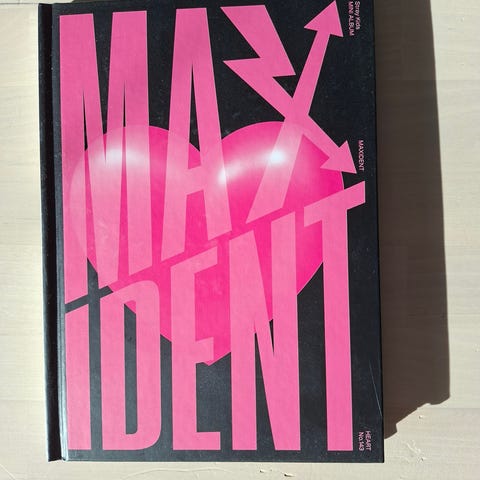 MAX
IDENT
Stray Kids
MINI ALBUM
MAXIDENT
HEART
No.143